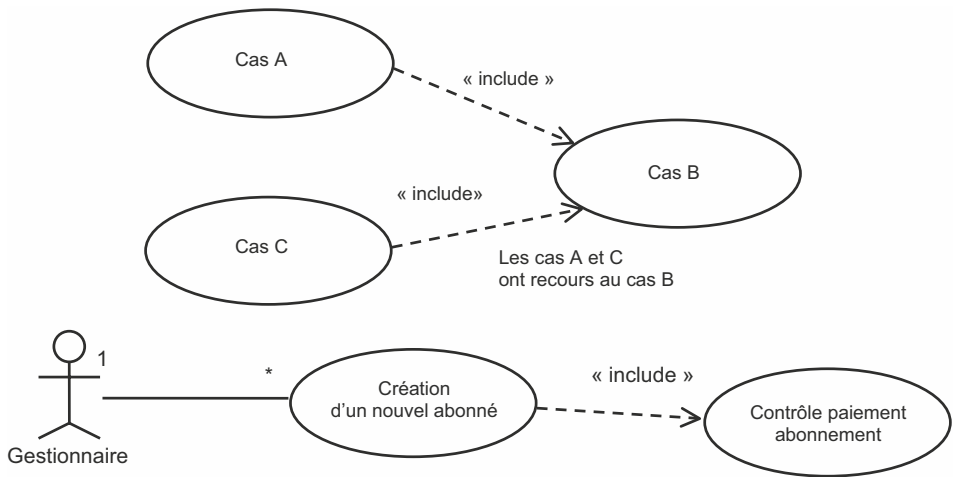 Cas A
« include »
Cas B
« include»
Cas C
Les cas A et C
ont recours au cas B
1
*
« include »
Création
d'un nouvel abonné
Contrôle paiement
abonnement
Gestionnaire